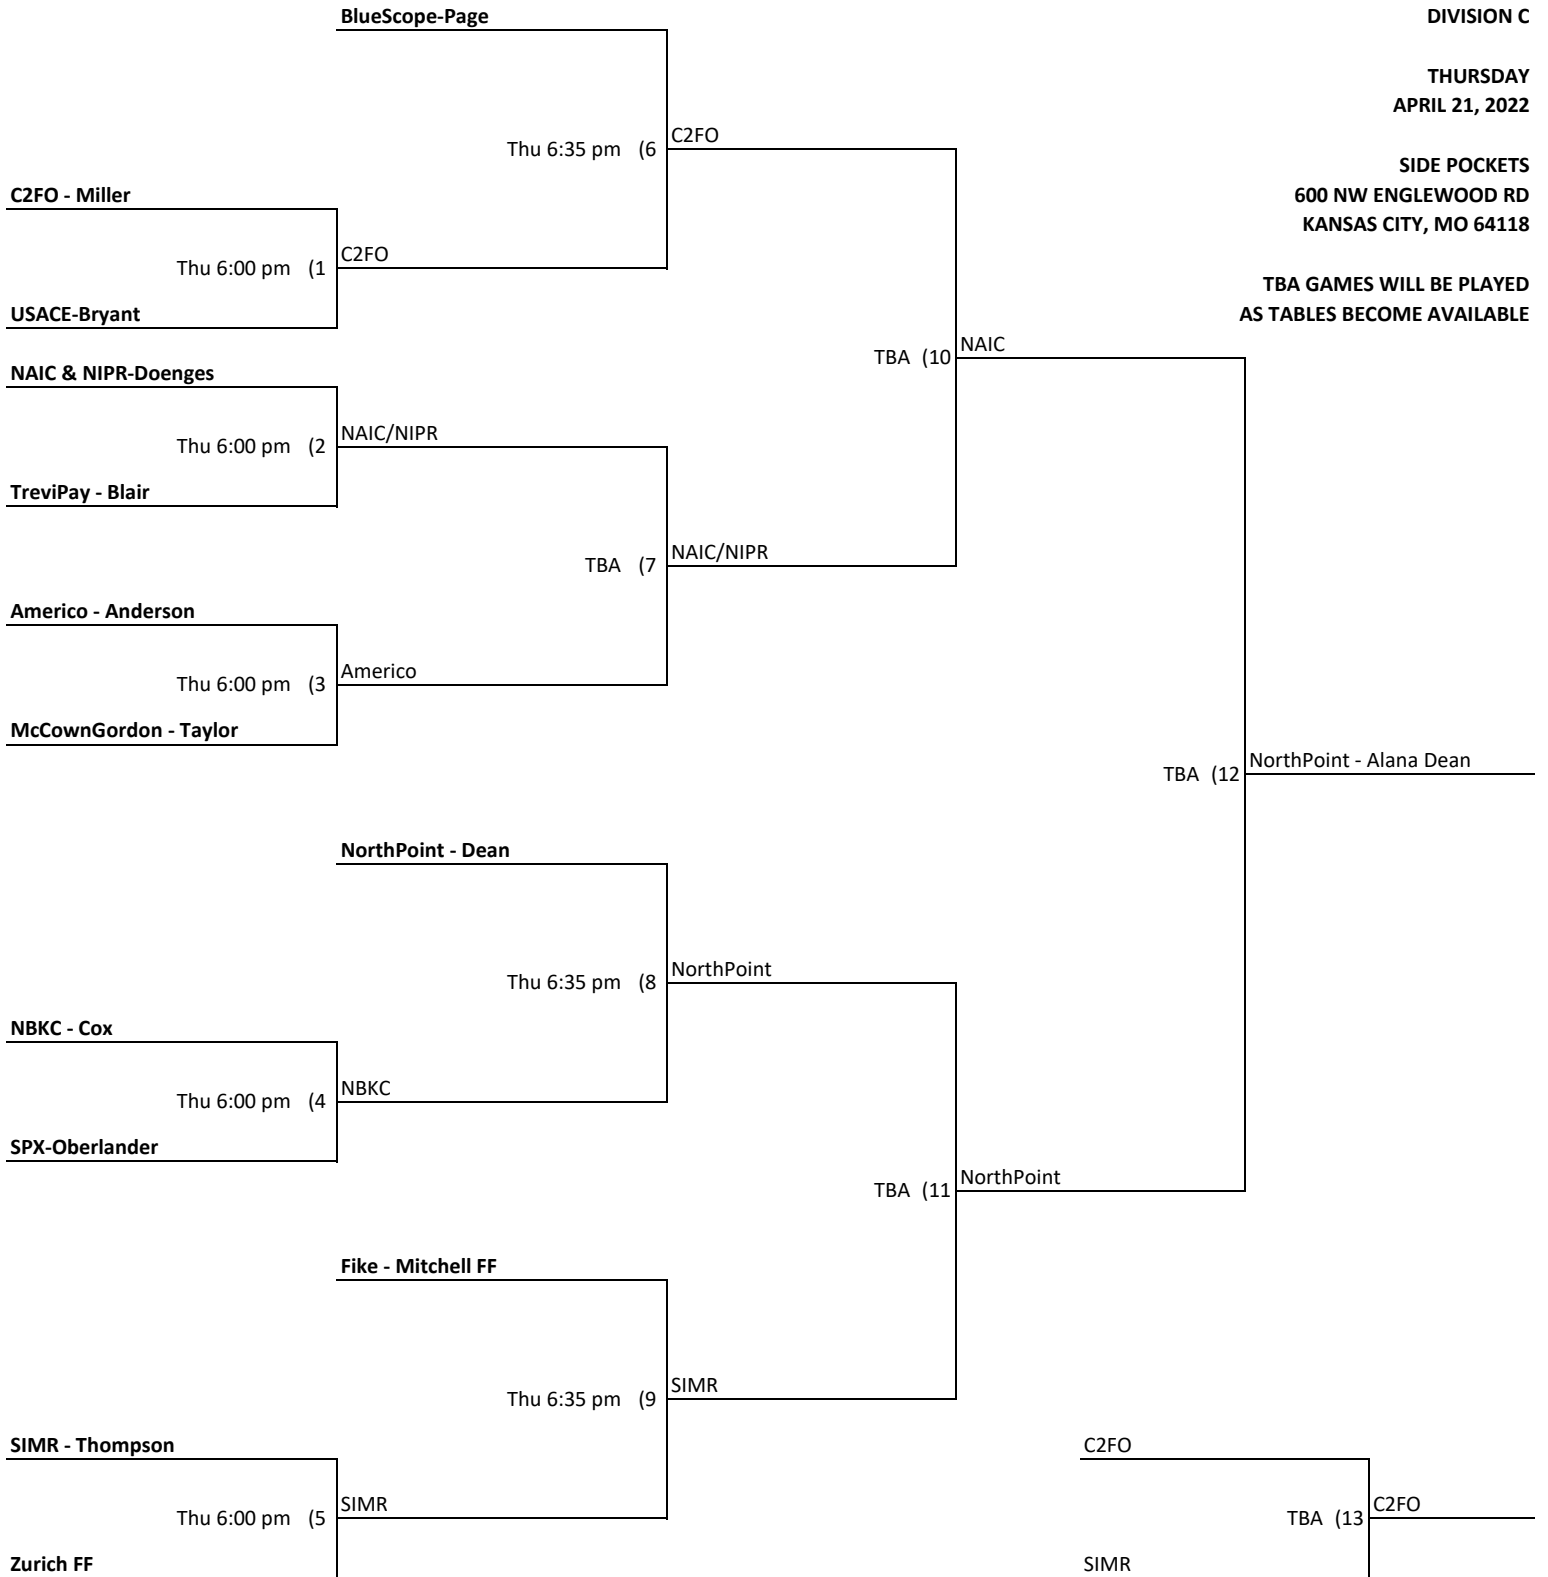 BlueScope-Page
DIVISION C
THURSDAY
APRIL 21, 2022
Thu 6:35 pm (6
C2FO
SIDE POCKETS
C2FO - Miller
600 NW ENGLEWOOD RD
KANSAS CITY, MO 64118
Thu 6:00 pm (1
C2FO
TBA GAMES WILL BE PLAYED
USACE-Bryant
AS TABLES BECOME AVAILABLE
TBA (10
NAIC
NAIC & NIPR-Doenges
Thu 6:00 pm (2
NAIC/NIPR
TreviPay - Blair
TBA (7
NAIC/NIPR
Americo - Anderson
Thu 6:00 pm (3
Americo
McCownGordon - Taylor
TBA (12
NorthPoint - Alana Dean
NorthPoint - Dean
Thu 6:35 pm (8
NorthPoint
NBKC - Cox
Thu 6:00 pm (4
NBKC
SPX-Oberlander
TBA (11
NorthPoint
Fike - Mitchell FF
Thu 6:35 pm (9
SIMR
SIMR - Thompson
C2FO
Thu 6:00 pm (5
SIMR
TBA (13
C2FO
Zurich FF
SIMR